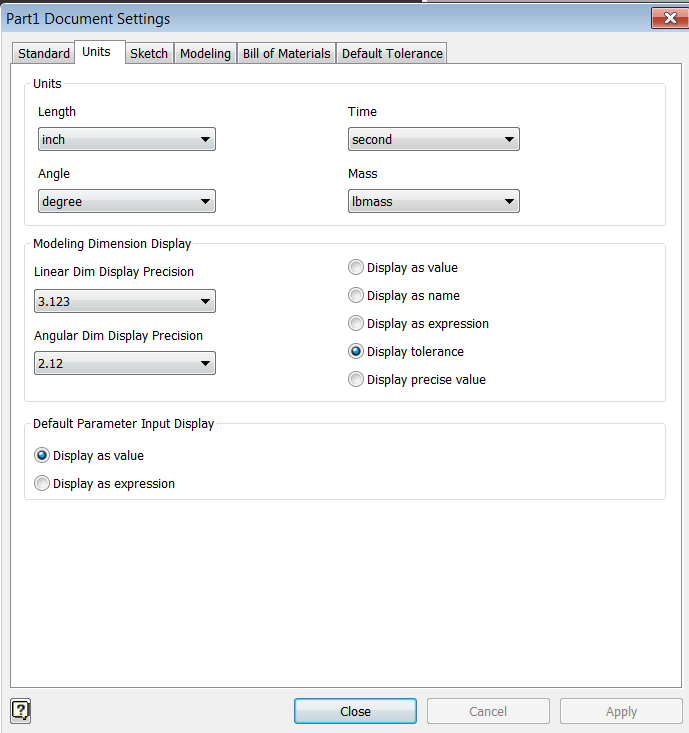 Part1 Document Settings
Standard Units Sketch Modeling Bill of Materials Default Tolerance
Units
Length Time
inch second
Angle Mass
degree lbmass
Modeling Dimension Display
Linear Dim Display Precision
Display as value
3.123
Display as name
Angular Dim Display Precision
Display as expression
2.12
Display tolerance
Display precise value
Default Parameter Input Display
Display as value
Display as expression
? Close Cancel Apply